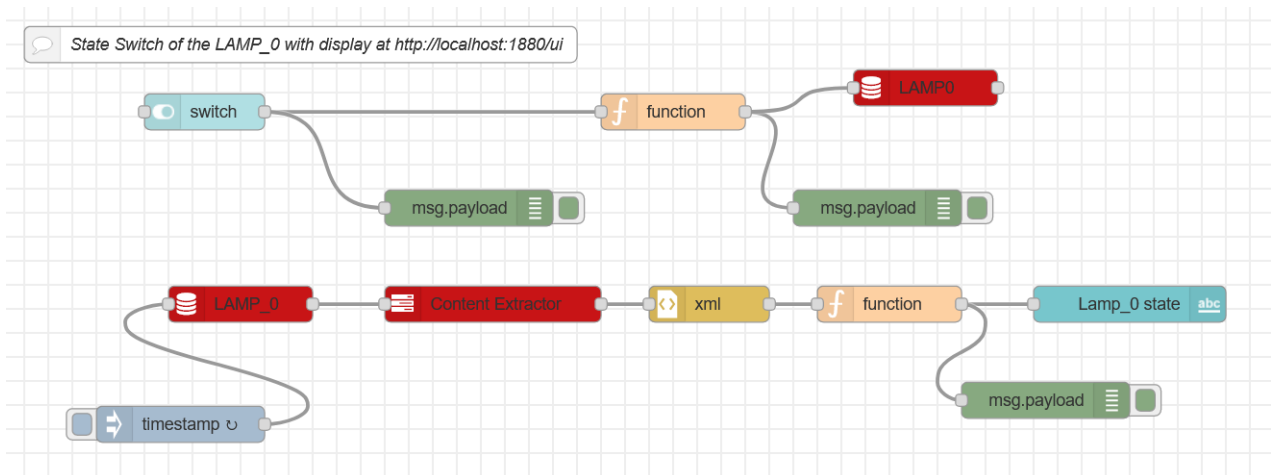 State Switch of the LAMP_0 with display at http://localhost:1880/ui
LAMP0
switch
function
msg.payload
msg.payload
LAMP_0
Content Extractor
xml
function
Lamp_0 state
abc
msg.payload
timestamp ↻